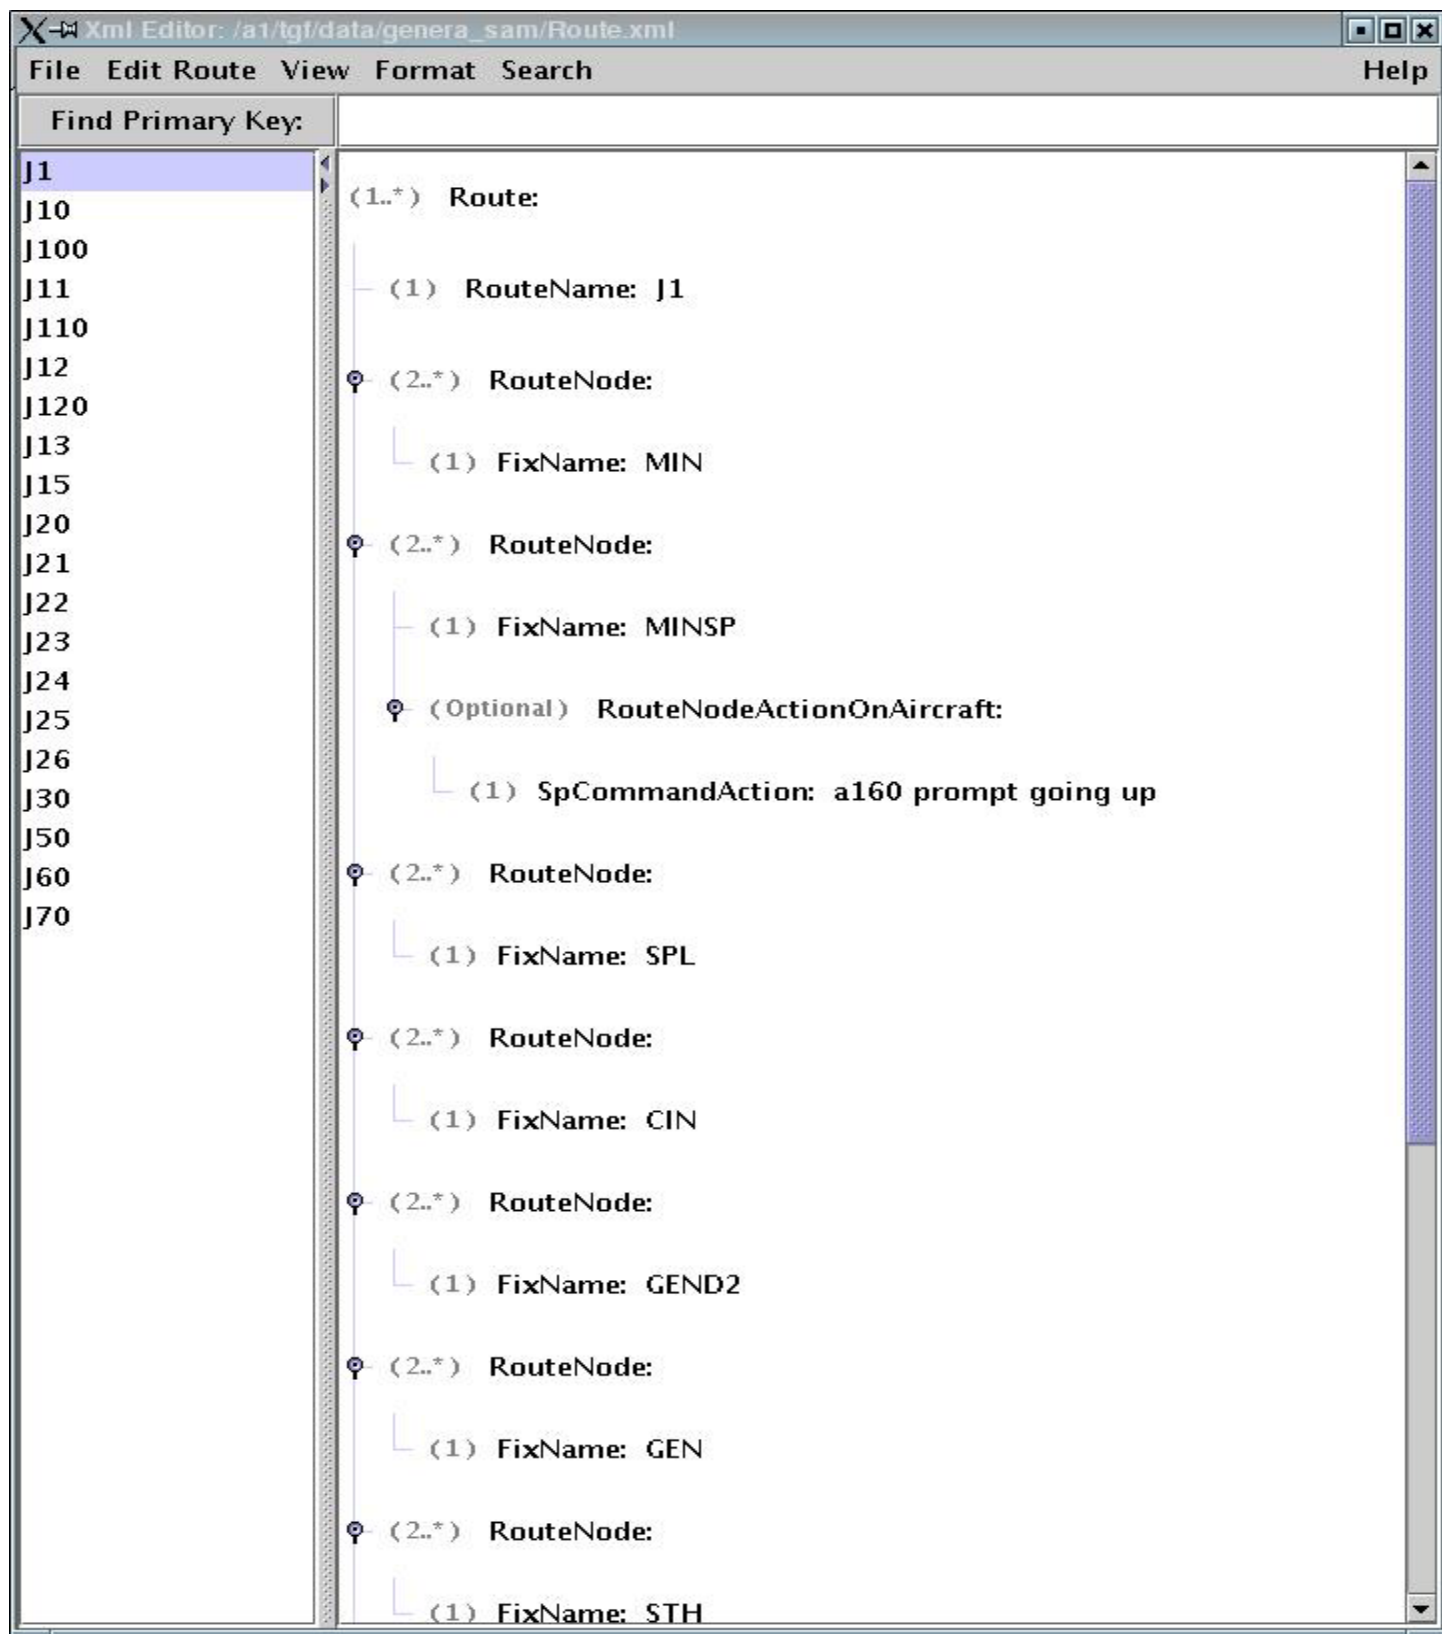 Xml Editor: /a1/tgf/data/genera_sam/Route.xml
File Edit Route View Format Search Help
Find Primary Key:
J1
J10
J100
J11
J110
J12
J120
J13
J15
J20
J21
J22
J23
J24
J25
J26
J30
J50
J60
J70
(1..*) Route:
(1) RouteName: J1
(2..*) RouteNode:
(1) FixName: MIN
(2..*) RouteNode:
(1) FixName: MINSP
(Optional) RouteNodeActionOnAircraft:
(1) SpCommandAction: a160 prompt going up
(2..*) RouteNode:
(1) FixName: SPL
(2..*) RouteNode:
(1) FixName: CIN
(2..*) RouteNode:
(1) FixName: GEND2
(2..*) RouteNode:
(1) FixName: GEN
(2..*) RouteNode:
(1) FixName: STH